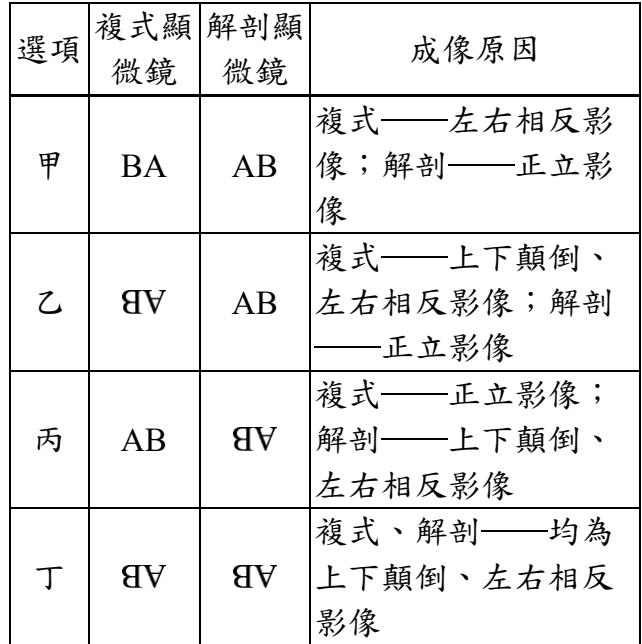 選項
複式顯
微鏡
解剖顯
微鏡
成像原因
甲
BA
AB
複式——左右相反影
像；解剖——正立影
像
乙
ᗺ∀
AB
複式——上下顛倒、
左右相反影像；解剖
——正立影像
丙
AB
ᗺ∀
複式——正立影像；
解剖——上下顛倒、
左右相反影像
丁
ᗺ∀
ᗺ∀
複式、解剖——均為
上下顛倒、左右相反
影像